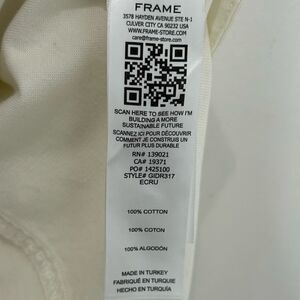 FRAME
3578 HAYDEN AVENUE STE N-1
CULVER CITY CA 90232 USA
WWW.FRAME-STORE.COM
CARE@FRAME-STORE.COM
SCAN HERE TO SEE HOW I'M
BUILDING A MORE
SUSTAINABLE FUTURE
SCANNEZ ICI POUR DÉCOUVRIR
COMMENT JE CONSTRUIS UN
FUTUR PLUS DURABLE
RN# 139021
CA# 19371
PO# 1425100
STYLE# GIDR317
ECRU
100% COTTON
100% COTON
100% ALGODÓN
MADE IN TURKEY
FABRIQUÉ EN TURQUIE
HECHO EN TURQUÍA